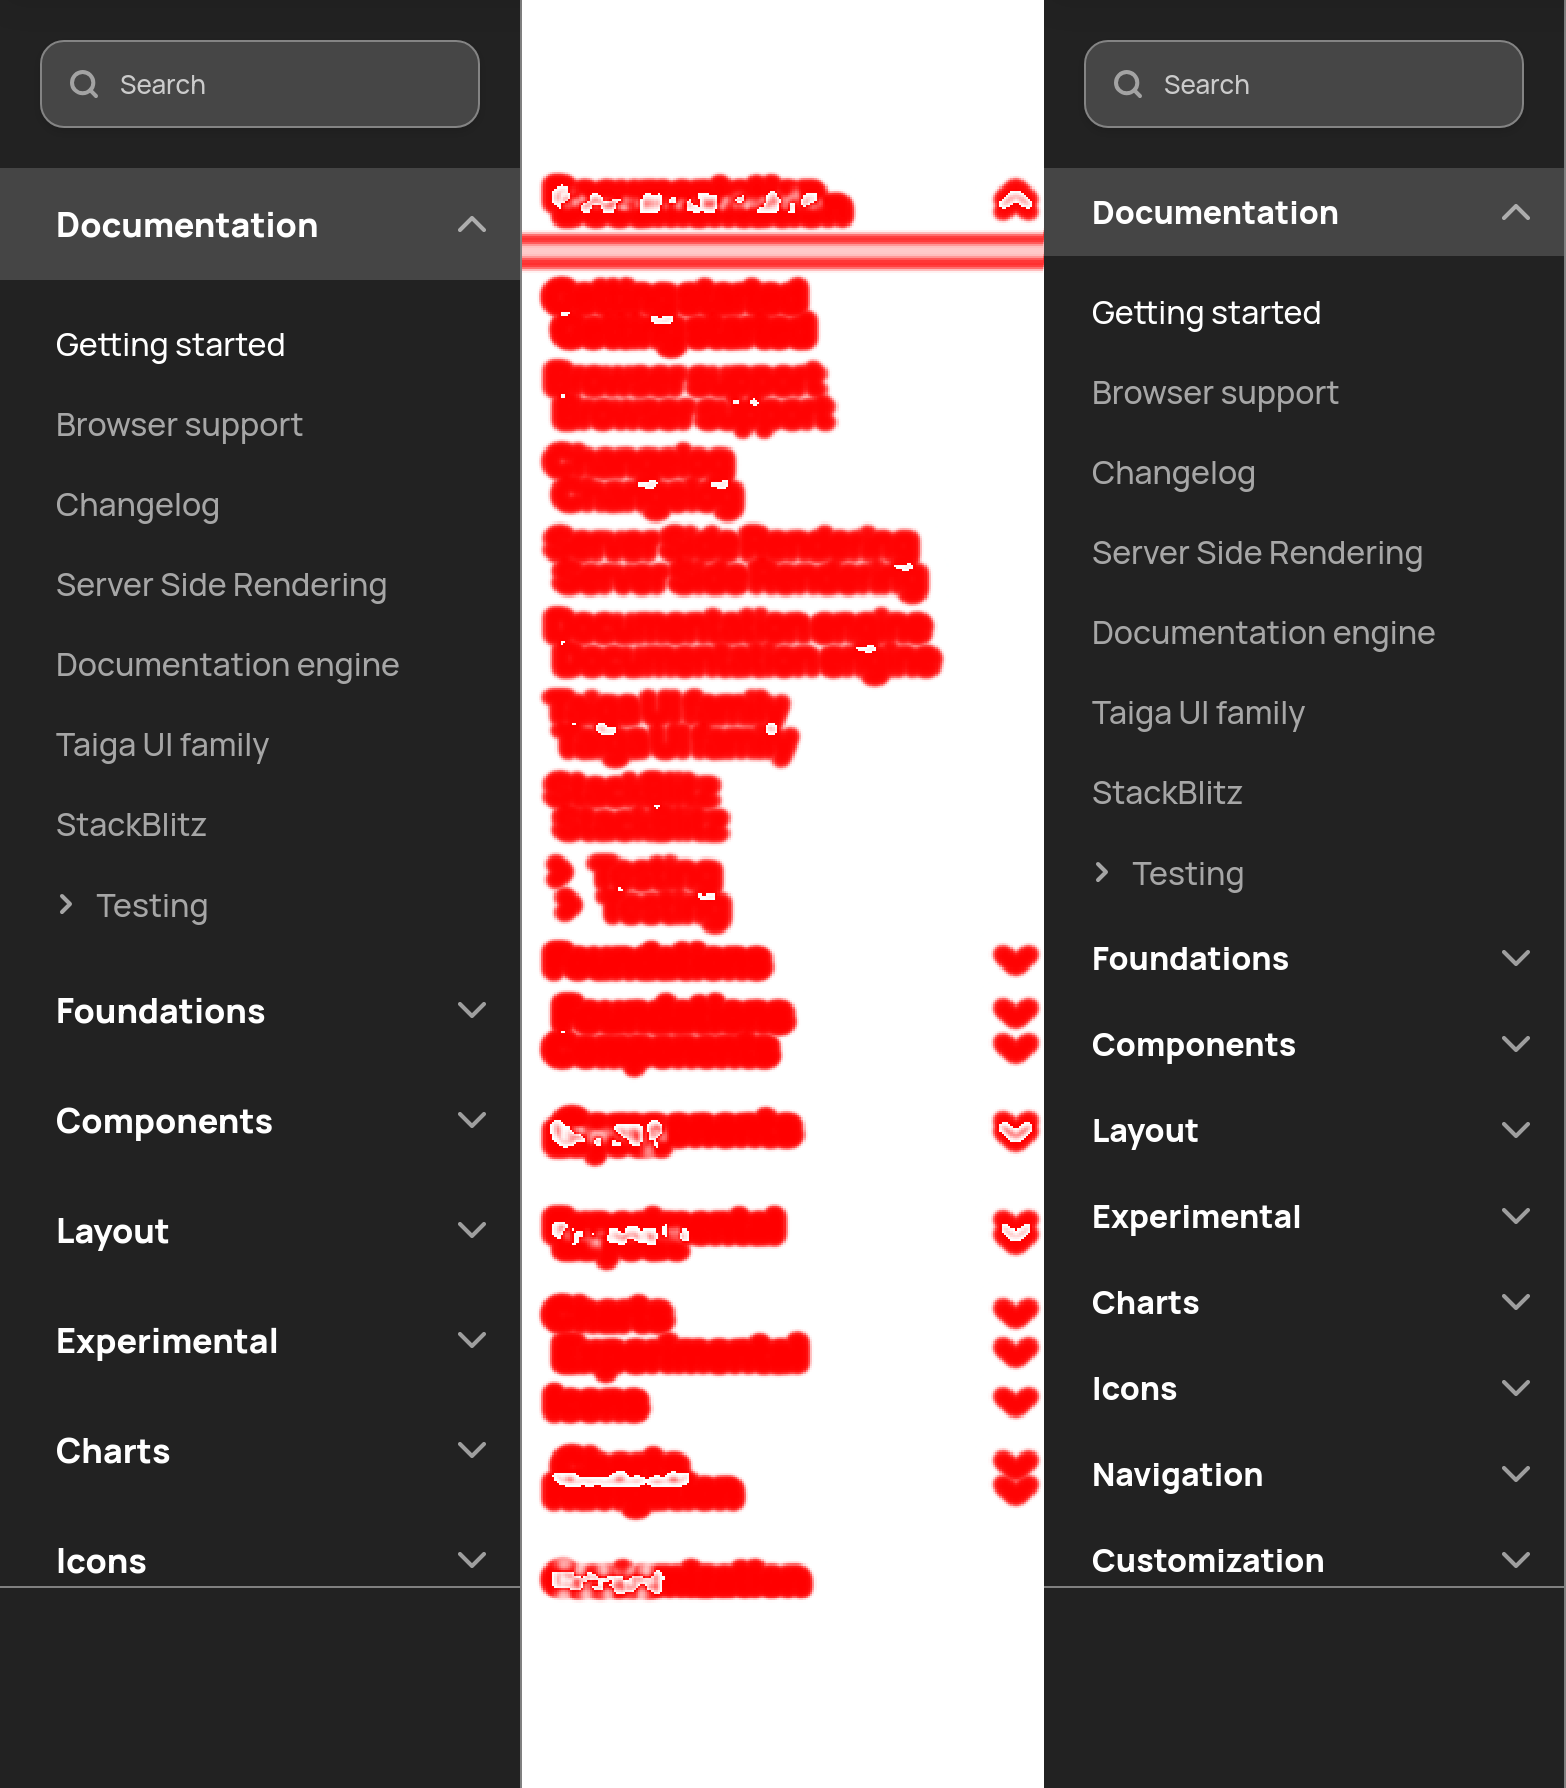 Search
Documentation
Getting started
Browser support
Changelog
Server Side Rendering
Documentation engine
Taiga UI family
StackBlitz
Testing
Foundations
Components
Layout
Experimental
Charts
Icons
Search
Documentation
Getting started
Browser support
Changelog
Server Side Rendering
Documentation engine
Taiga UI family
StackBlitz
Testing
Foundations
Components
Layout
Experimental
Charts
Icons
Navigation
Customization